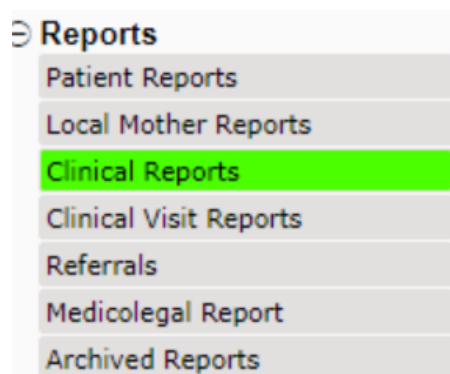 Reports
Patient Reports
Local Mother Reports
Clinical Reports
Clinical Visit Reports
Referrals
Medicolegal Report
Archived Reports